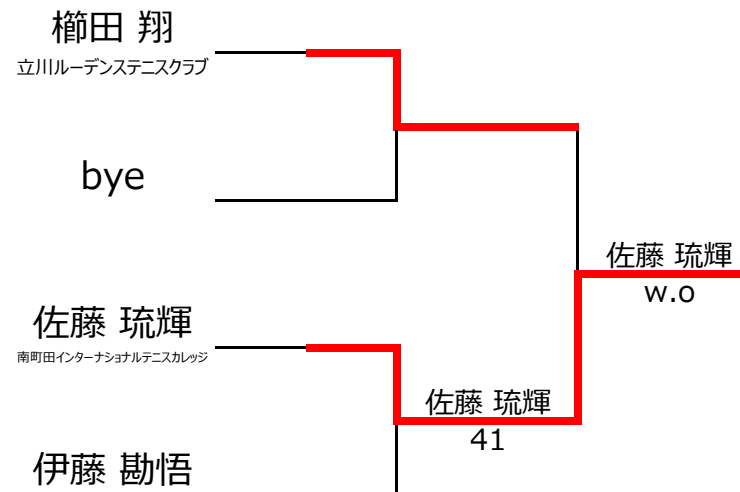 櫛田 翔
立川ルーデンステニスクラブ
bye
佐藤 琉輝
w.o
佐藤 琉輝
南町田インターナショナルテニスカレッジ
佐藤 琉輝
41
伊藤 勘悟